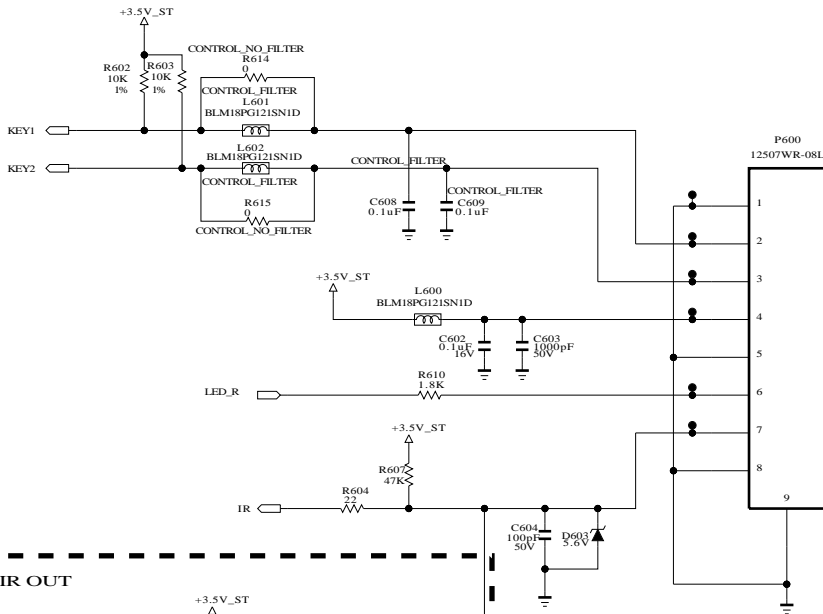 +3.5V_ST
R602
10K
1%
R603
10K
1%
CONTROL_NO_FILTER
R614
0
CONTROL_FILTER
L601
BLM18PG121SN1D
KEY1
L602
BLM18PG121SN1D
KEY2
CONTROL_FILTER
R615
0
CONTROL_NO_FILTER
CONTROL_FILTER
C608
0.1uF
CONTROL_FILTER
C609
0.1uF
P600
12507WR-08L
1
2
3
4
5
6
7
8
9
+3.5V_ST
L600
BLM18PG121SN1D
C602
0.1uF
16V
C603
1000pF
50V
LED_R
R610
1.8K
+3.5V_ST
R607
47K
IR
R604
22
C604
100pF
50V
D603
5.6V
IR OUT
+3.5V_ST